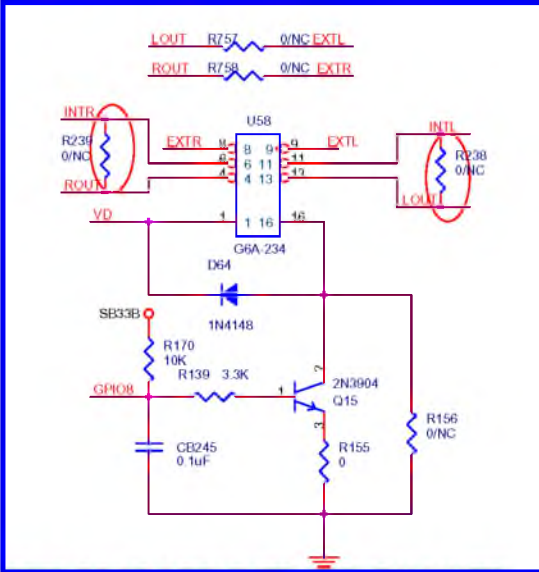 LOUT R757 0/NC EXTL
ROUT R758 0/NC EXTR
U58
INTR
INTL
R239
0/NC
EXTR 8 8 9 9 EXTL
6 6 11 11
4 4 13 13
R238
0/NC
ROUT
LOUT
VD 1 1 16 16
G6A-234
D64
1N4148
SB33B
R170
10K
R139 3.3K
GPIO8
1
2
2N3904
Q15
3
R156
0/NC
CB245
0.1uF
R155
0